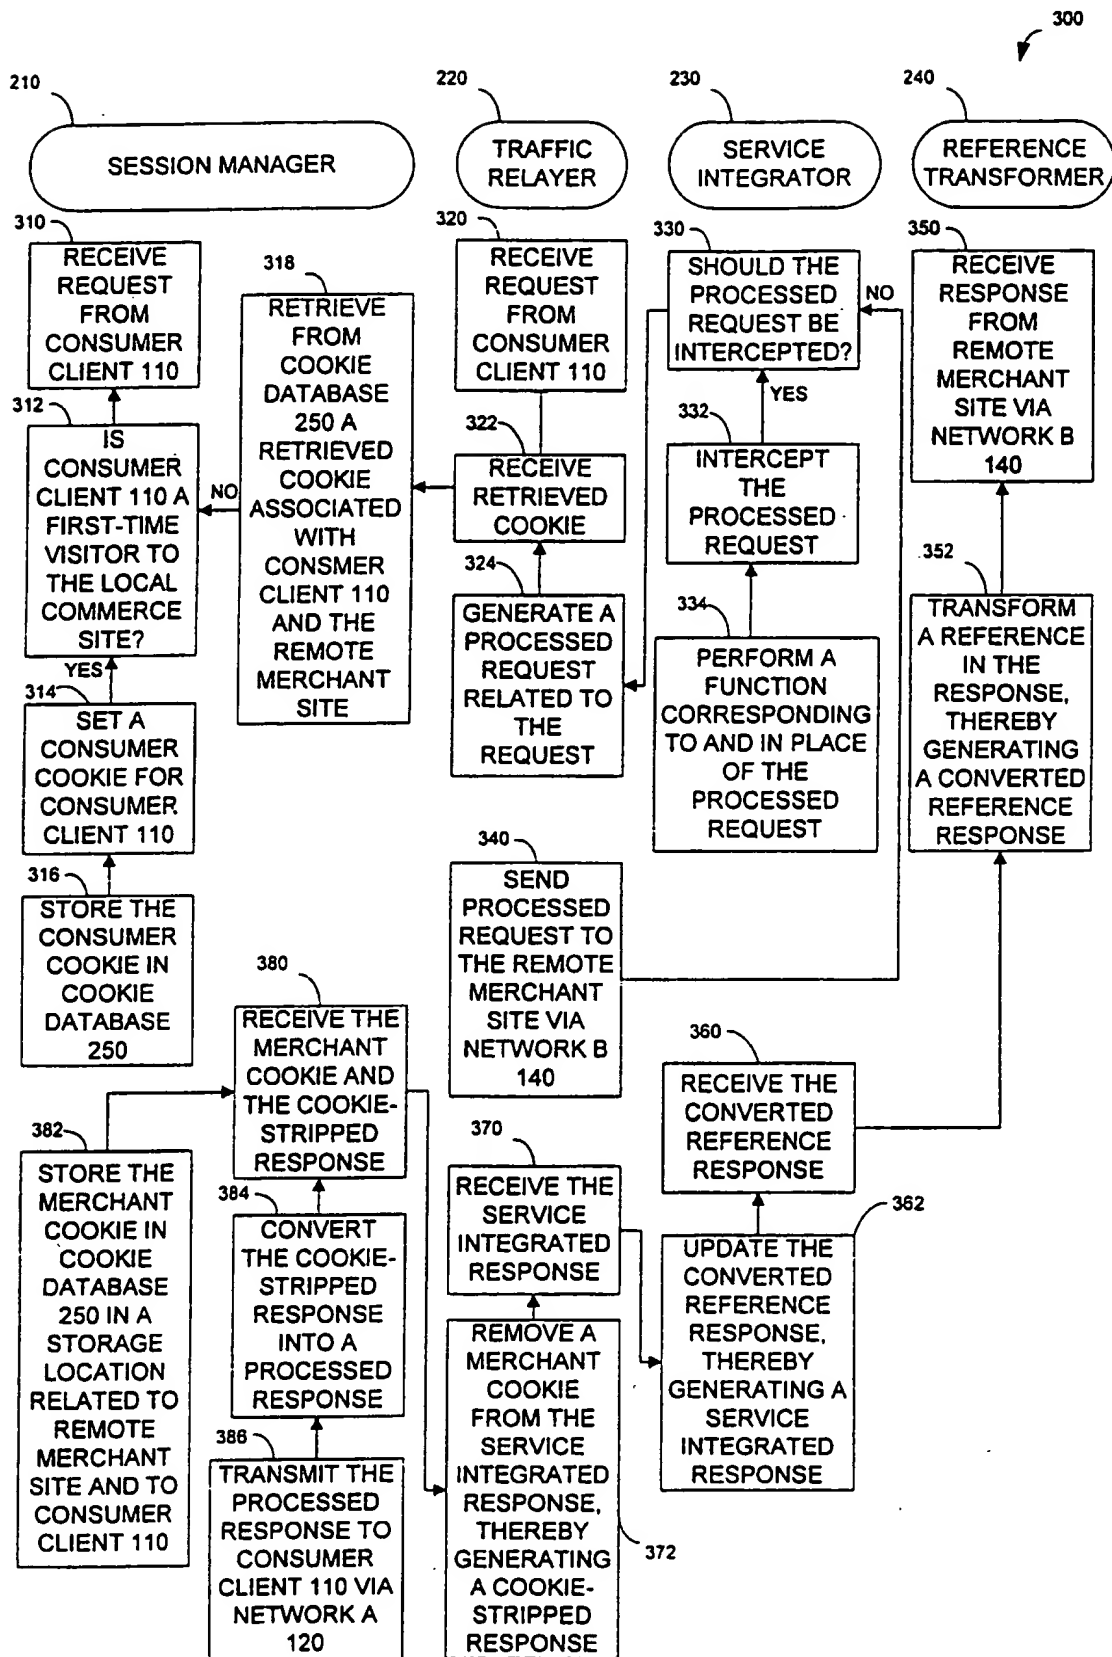 300
210
SESSION MANAGER
220
TRAFFIC
RELAYER
230
SERVICE
INTEGRATOR
240
REFERENCE
TRANSFORMER
310
RECEIVE
REQUEST
FROM
CONSUMER
CLIENT 110
312
IS
CONSUMER
CLIENT 110 A
FIRST-TIME
VISITOR TO
THE LOCAL
COMMERCE
SITE?
NO
YES
314
SET A
CONSUMER
COOKIE FOR
CONSUMER
CLIENT 110
316
STORE THE
CONSUMER
COOKIE IN
COOKIE
DATABASE
250
318
RETRIEVE
FROM
COOKIE
DATABASE
250 A
RETRIEVED
COOKIE
ASSOCIATED
WITH
CONSMER
CLIENT 110
AND THE
REMOTE
MERCHANT
SITE
320
RECEIVE
REQUEST
FROM
CONSUMER
CLIENT 110
322
RECEIVE
RETRIEVED
COOKIE
324
GENERATE A
PROCESSED
REQUEST
RELATED TO
THE
REQUEST
330
SHOULD THE
PROCESSED
REQUEST BE
INTERCEPTED?
NO
YES
332
INTERCEPT
THE
PROCESSED
REQUEST
334
PERFORM A
FUNCTION
CORRESPONDING
TO AND IN PLACE
OF THE
PROCESSED
REQUEST
340
SEND
PROCESSED
REQUEST TO
THE REMOTE
MERCHANT
SITE VIA
NETWORK B
140
350
RECEIVE
RESPONSE
FROM
REMOTE
MERCHANT
SITE VIA
NETWORK B
140
352
TRANSFORM
A REFERENCE
IN THE
RESPONSE,
THEREBY
GENERATING
A CONVERTED
REFERENCE
RESPONSE
360
RECEIVE THE
CONVERTED
REFERENCE
RESPONSE
362
UPDATE THE
CONVERTED
REFERENCE
RESPONSE,
THEREBY
GENERATING A
SERVICE
INTEGRATED
RESPONSE
370
RECEIVE THE
SERVICE
INTEGRATED
RESPONSE
372
REMOVE A
MERCHANT
COOKIE
FROM THE
SERVICE
INTEGRATED
RESPONSE,
THEREBY
GENERATING
A COOKIE-
STRIPPED
RESPONSE
380
RECEIVE THE
MERCHANT
COOKIE AND
THE COOKIE-
STRIPPED
RESPONSE
382
STORE THE
MERCHANT
COOKIE IN
COOKIE
DATABASE
250 IN A
STORAGE
LOCATION
RELATED TO
REMOTE
MERCHANT
SITE AND TO
CONSUMER
CLIENT 110
384
CONVERT
THE COOKIE-
STRIPPED
RESPONSE
INTO A
PROCESSED
RESPONSE
386
TRANSMIT THE
PROCESSED
RESPONSE TO
CONSUMER
CLIENT 110 VIA
NETWORK A
120